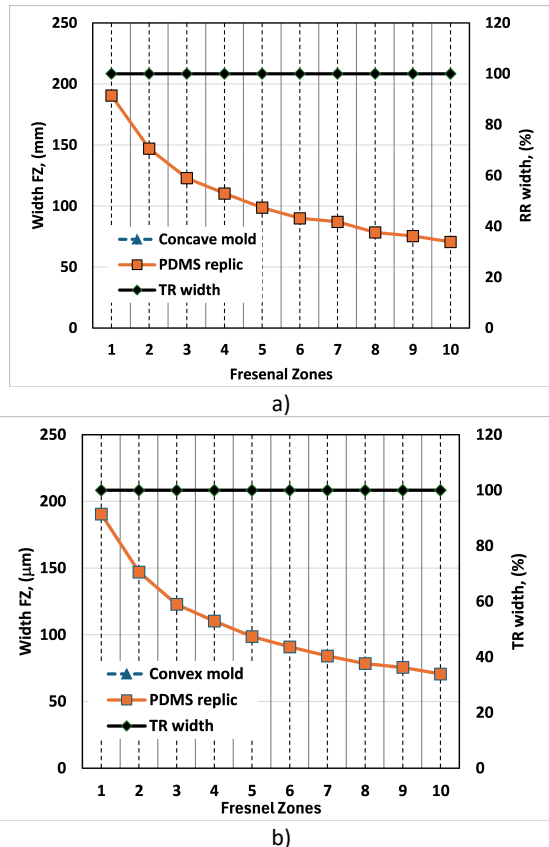 250
200
150
100
50
0
Width FZ, (mm)
120
100
80
60
40
20
0
RR width, (%)
Concave mold
PDMS replic
TR width
1 2 3 4 5 6 7 8 9 10
Fresenal Zones
a)
250
200
150
100
50
0
Width FZ, (μm)
120
100
80
60
40
20
0
TR width, (%)
Convex mold
PDMS replic
TR width
1 2 3 4 5 6 7 8 9 10
Fresnel Zones
b)